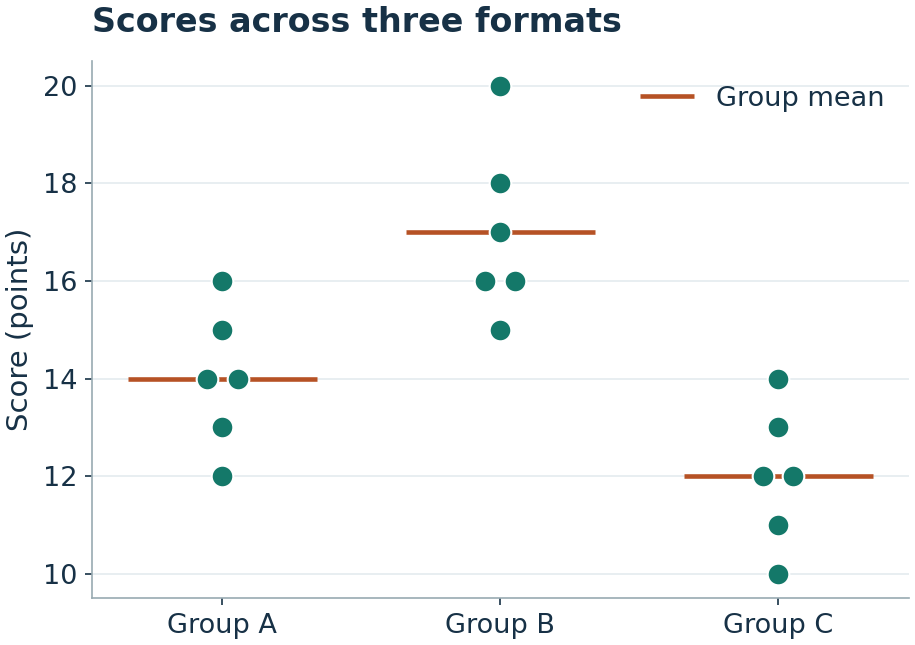 Scores across three formats
Group mean
Score (points)
20
18
16
14
12
10
Group A
Group B
Group C